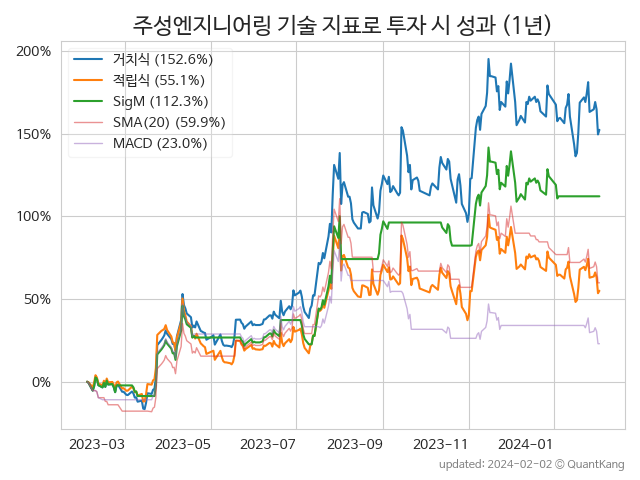 주성엔지니어링 기술 지표로 투자 시 성과 (1년)
200%
150%
100%
50%
0%
거치식 (152.6%)
적립식 (55.1%)
SigM (112.3%)
SMA(20) (59.9%)
MACD (23.0%)
2023-03 2023-05 2023-07 2023-09 2023-11 2024-01
updated: 2024-02-02 © QuantKang